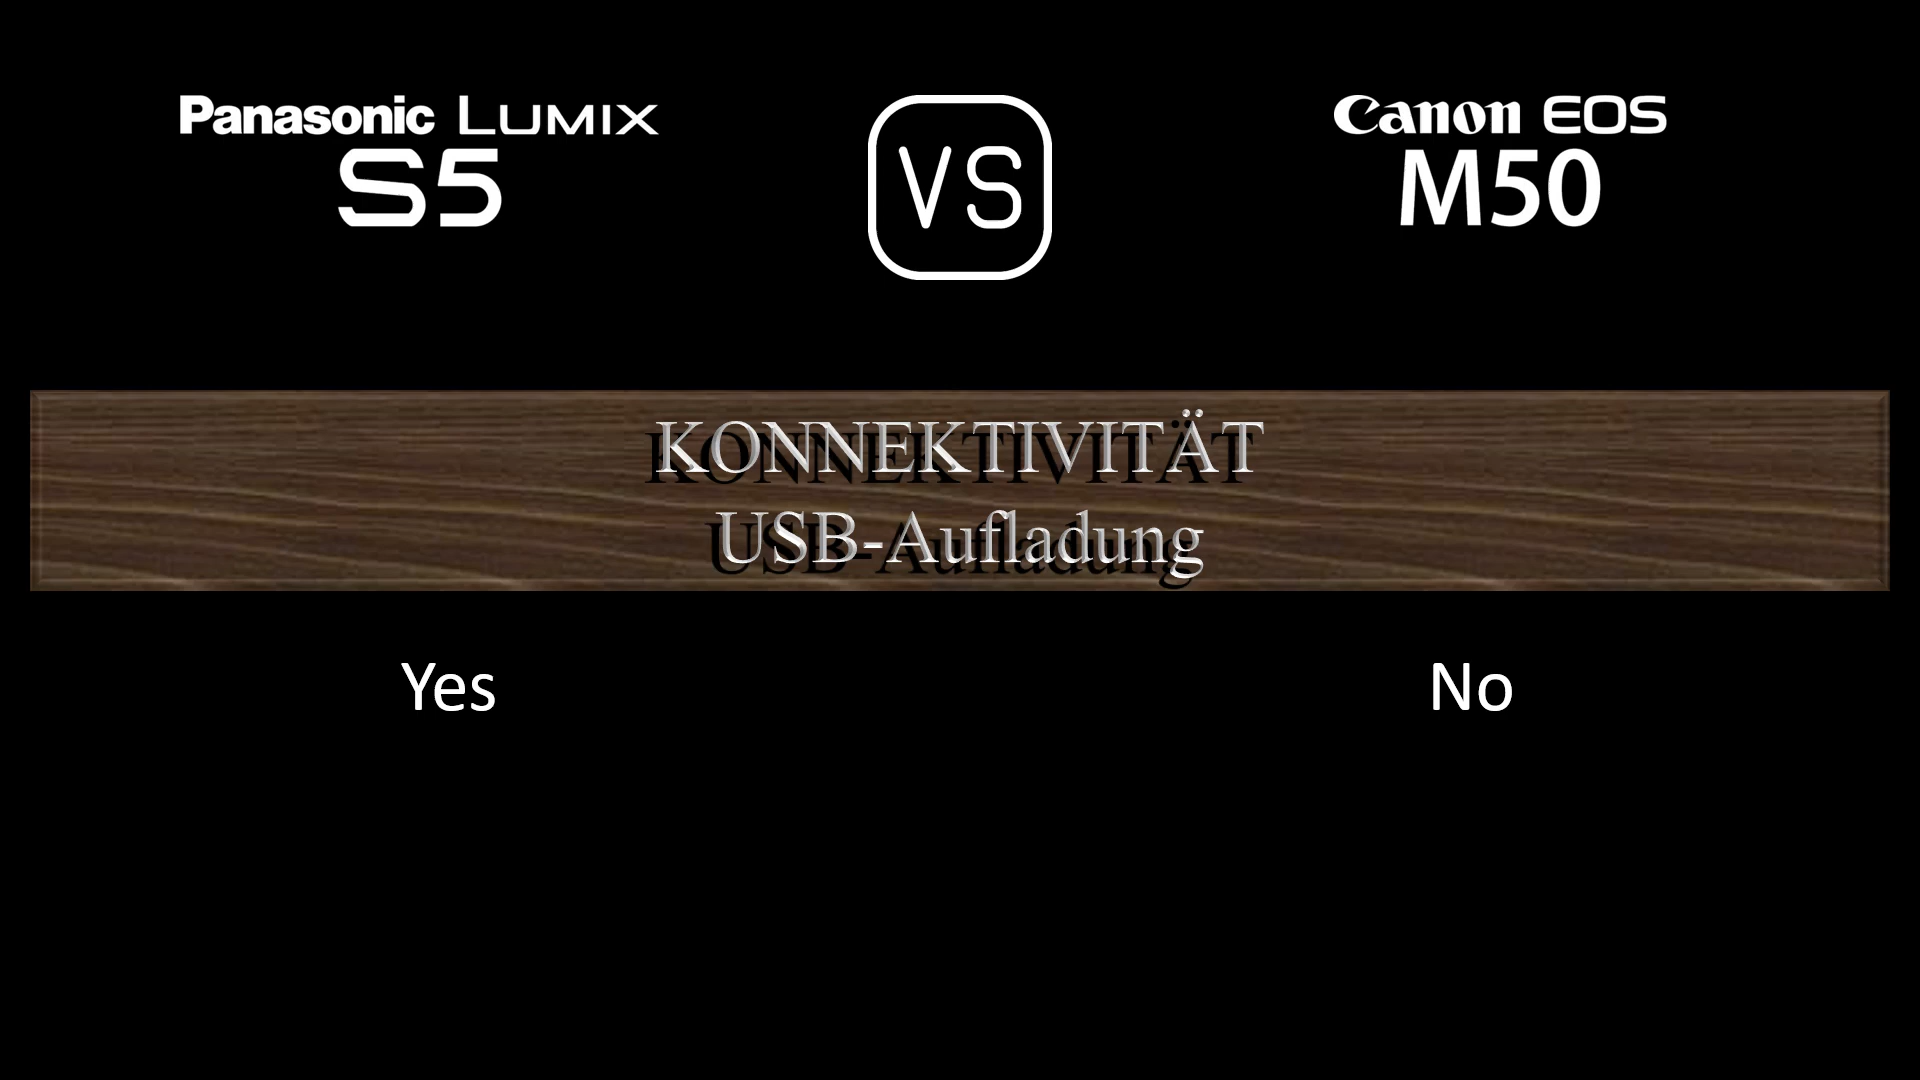 Panasonic LUMIX
S5
VS
Canon EOS
M50
KONNEKTIVITÄT
USB-Aufladung
Yes
No